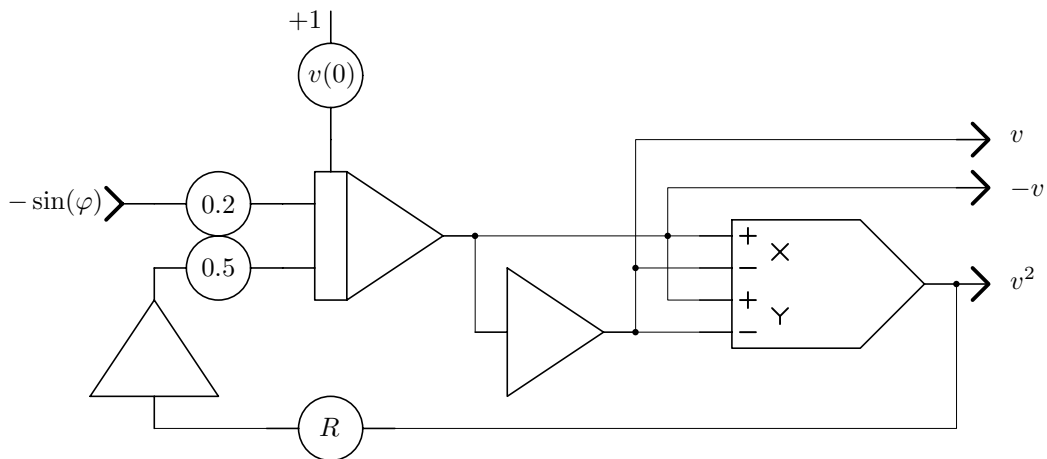 +1
v(0)
v
− sin(φ)
0.2
−v
+
X
−
0.5
v²
+
Y
−
R